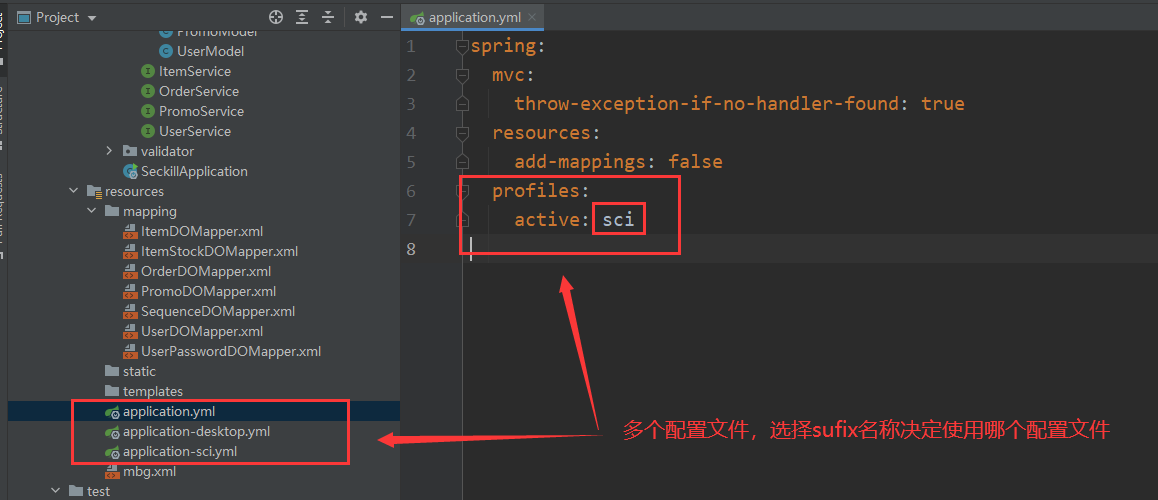 Project
application.yml
PromoModel
UserModel
ItemService
OrderService
PromoService
UserService
validator
SeckillApplication
resources
mapping
ItemDOMapper.xml
ItemStockDOMapper.xml
OrderDOMapper.xml
PromoDOMapper.xml
SequenceDOMapper.xml
UserDOMapper.xml
UserPasswordDOMapper.xml
static
templates
application.yml
application-desktop.yml
application-sci.yml
mbg.xml
test
1 spring:
2 mvc:
3 throw-exception-if-no-handler-found: true
4 resources:
5 add-mappings: false
6 profiles:
7 active: sci
8
多个配置文件，选择sufix名称决定使用哪个配置文件